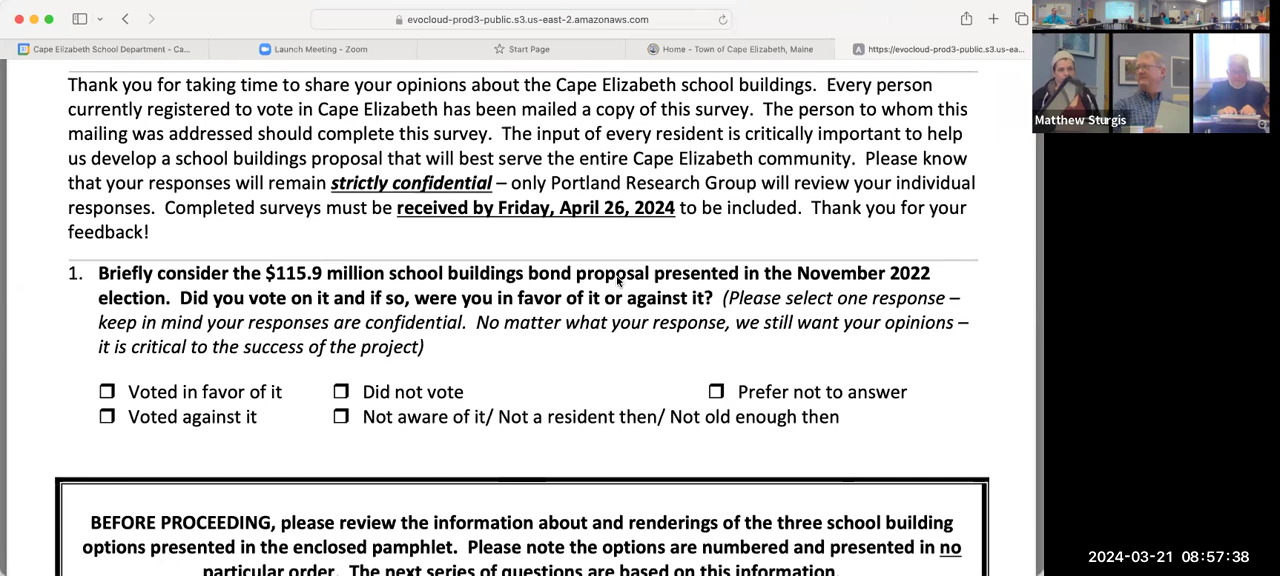 evocloud-prod3-public.s3.us-east-2.amazonaws.com
Cape Elizabeth School Department - Ca...
Launch Meeting - Zoom
Start Page
Home - Town of Cape Elizabeth, Maine
https://evocloud-prod3-public.s3.us-ea...
Thank you for taking time to share your opinions about the Cape Elizabeth school buildings. Every person
currently registered to vote in Cape Elizabeth has been mailed a copy of this survey. The person to whom this
mailing was addressed should complete this survey. The input of every resident is critically important to help
us develop a school buildings proposal that will best serve the entire Cape Elizabeth community. Please know
that your responses will remain strictly confidential – only Portland Research Group will review your individual
responses. Completed surveys must be received by Friday, April 26, 2024 to be included. Thank you for your
feedback!
1. Briefly consider the $115.9 million school buildings bond proposal presented in the November 2022
election. Did you vote on it and if so, were you in favor of it or against it? (Please select one response –
keep in mind your responses are confidential. No matter what your response, we still want your opinions –
it is critical to the success of the project)
❒ Voted in favor of it ❒ Did not vote ❒ Prefer not to answer
❒ Voted against it ❒ Not aware of it/ Not a resident then/ Not old enough then
BEFORE PROCEEDING, please review the information about and renderings of the three school building
options presented in the enclosed pamphlet. Please note the options are numbered and presented in no
particular order. The next series of questions are based on this information.
Matthew Sturgis
2024-03-21 08:57:38